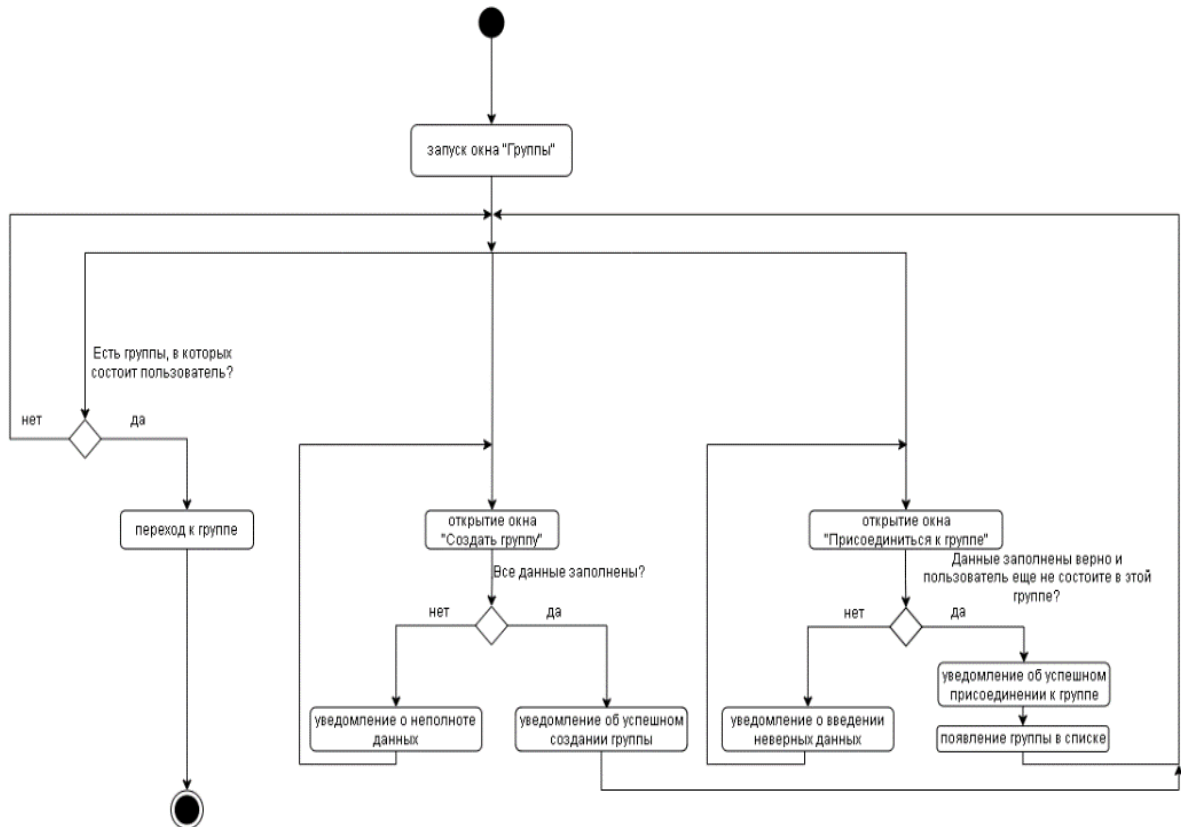 запуск окна "Группы"
Есть группы, в которых
состоит пользователь?
нет
да
переход к группе
открытие окна
"Создать группу"
Все данные заполнены?
нет
да
уведомление о неполноте
данных
уведомление об успешном
создании группы
открытие окна
"Присоединиться к группе"
Данные заполнены верно и
пользователь еще не состоите в этой
группе?
нет
да
уведомление о введении
неверных данных
уведомление об успешном
присоединении к группе
появление группы в списке